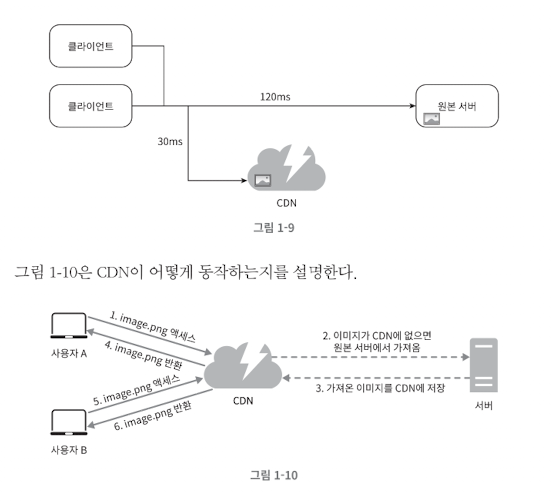 클라이언트
클라이언트
120ms
원본 서버
30ms
CDN
그림 1-9
그림 1-10은 CDN이 어떻게 동작하는지를 설명한다.
1. image.png 액세스
4. image.png 반환
사용자 A
2. 이미지가 CDN에 없으면
원본 서버에서 가져옴
3. 가져온 이미지를 CDN에 저장
CDN
서버
5. image.png 액세스
6. image.png 반환
사용자 B
그림 1-10